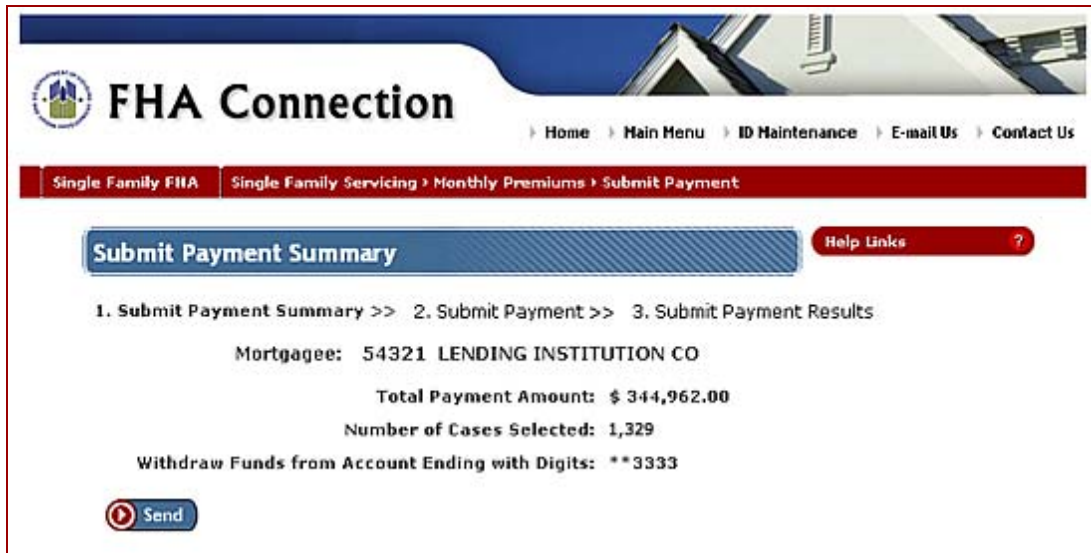 FHA Connection
Home Main Menu ID Maintenance E-mail Us Contact Us
Single Family FHA Single Family Servicing › Monthly Premiums › Submit Payment
Submit Payment Summary
Help Links ?
1. Submit Payment Summary >> 2. Submit Payment >> 3. Submit Payment Results
Mortgagee: 54321 LENDING INSTITUTION CO
Total Payment Amount: $ 344,962.00
Number of Cases Selected: 1,329
Withdraw Funds from Account Ending with Digits: **3333
Send